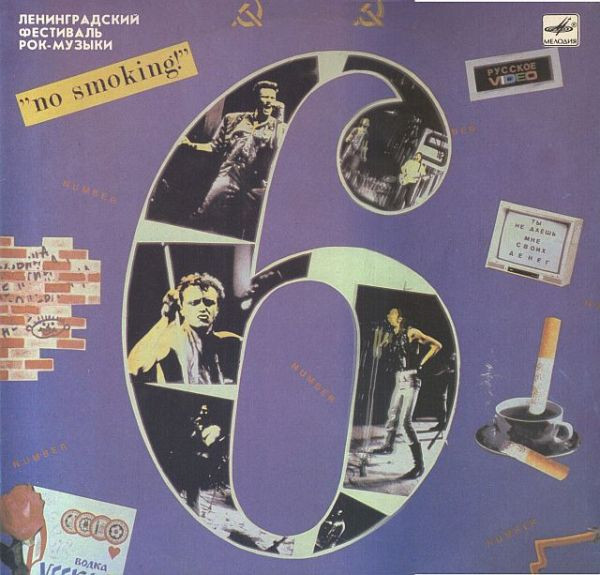 ЛЕНИНГРАДСКИЙ
ФЕСТИВАЛЬ
РОК-МУЗЫКИ
МЕЛОДИЯ
"no smoking!"
РУССКОЕ
VIDEO
NUMBER
NUMBER
ТЫ
НЕ ДАЁШЬ
МНЕ
СВОИХ
ДЕНЕГ
6
NUMBER
NUMBER
NUMBER
ВОДКА